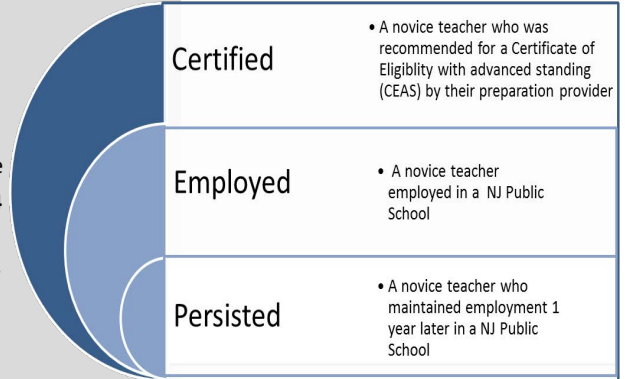 Certified
• A novice teacher who was
recommended for a Certificate of
Eligiblity with advanced standing
(CEAS) by their preparation provider
Employed
• A novice teacher
employed in a NJ Public
School
Persisted
• A novice teacher who
maintained employment 1
year later in a NJ Public
School